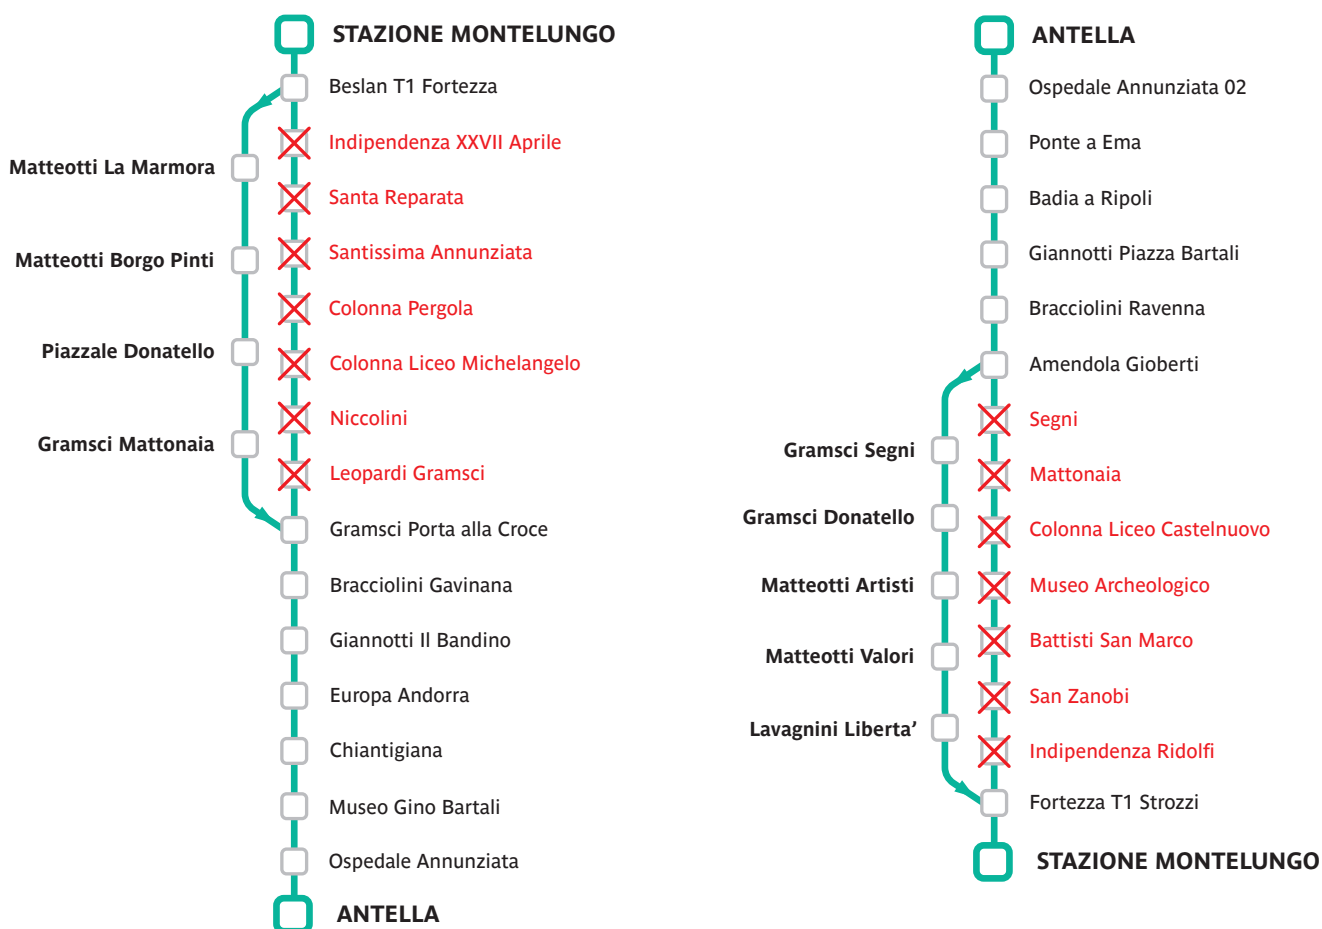 STAZIONE MONTELUNGO
Beslan T1 Fortezza
Indipendenza XXVII Aprile
Matteotti La Marmora
Santa Reparata
Santissima Annunziata
Matteotti Borgo Pinti
Colonna Pergola
Piazzale Donatello
Colonna Liceo Michelangelo
Niccolini
Gramsci Mattonaia
Leopardi Gramsci
Gramsci Porta alla Croce
Bracciolini Gavinana
Giannotti Il Bandino
Europa Andorra
Chiantigiana
Museo Gino Bartali
Ospedale Annunziata
ANTELLA
ANTELLA
Ospedale Annunziata 02
Ponte a Ema
Badia a Ripoli
Giannotti Piazza Bartali
Bracciolini Ravenna
Amendola Gioberti
Segni
Gramsci Segni
Mattonaia
Gramsci Donatello
Colonna Liceo Castelnuovo
Matteotti Artisti
Museo Archeologico
Battisti San Marco
Matteotti Valori
San Zanobi
Lavagnini Liberta’
Indipendenza Ridolfi
Fortezza T1 Strozzi
STAZIONE MONTELUNGO